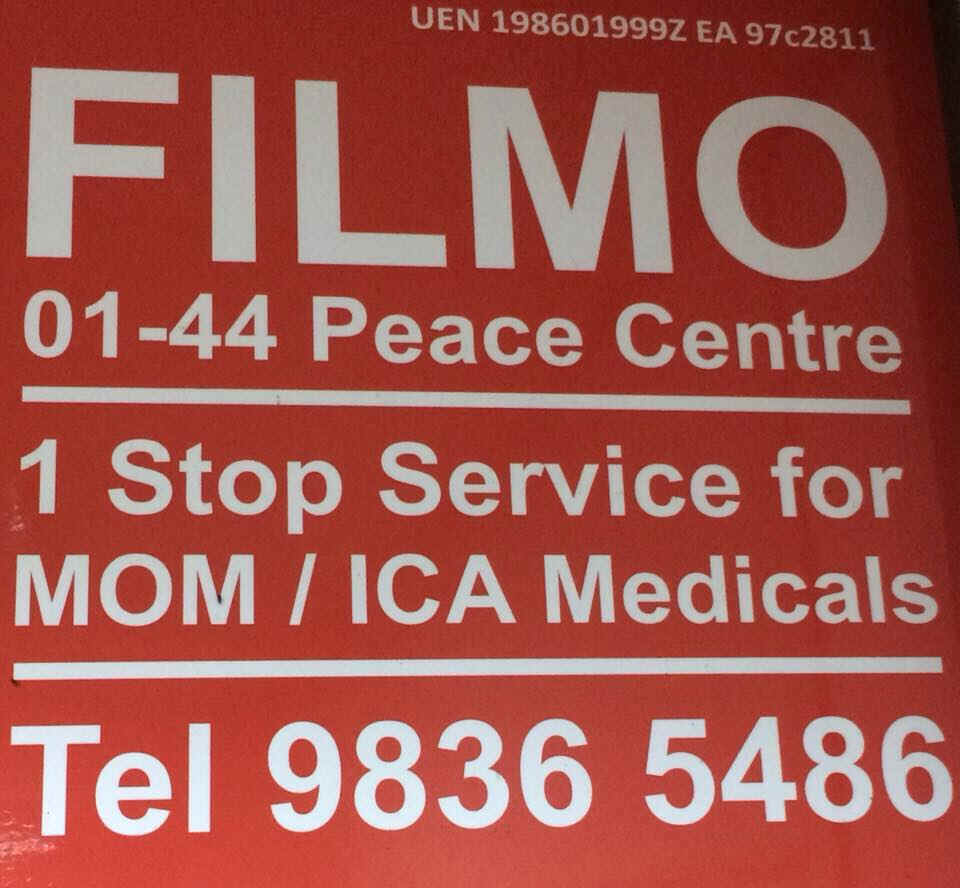 UEN 198601999Z EA 97c2811
FILMO
01-44 Peace Centre
1 Stop Service for
MOM / ICA Medicals
Tel 9836 5486